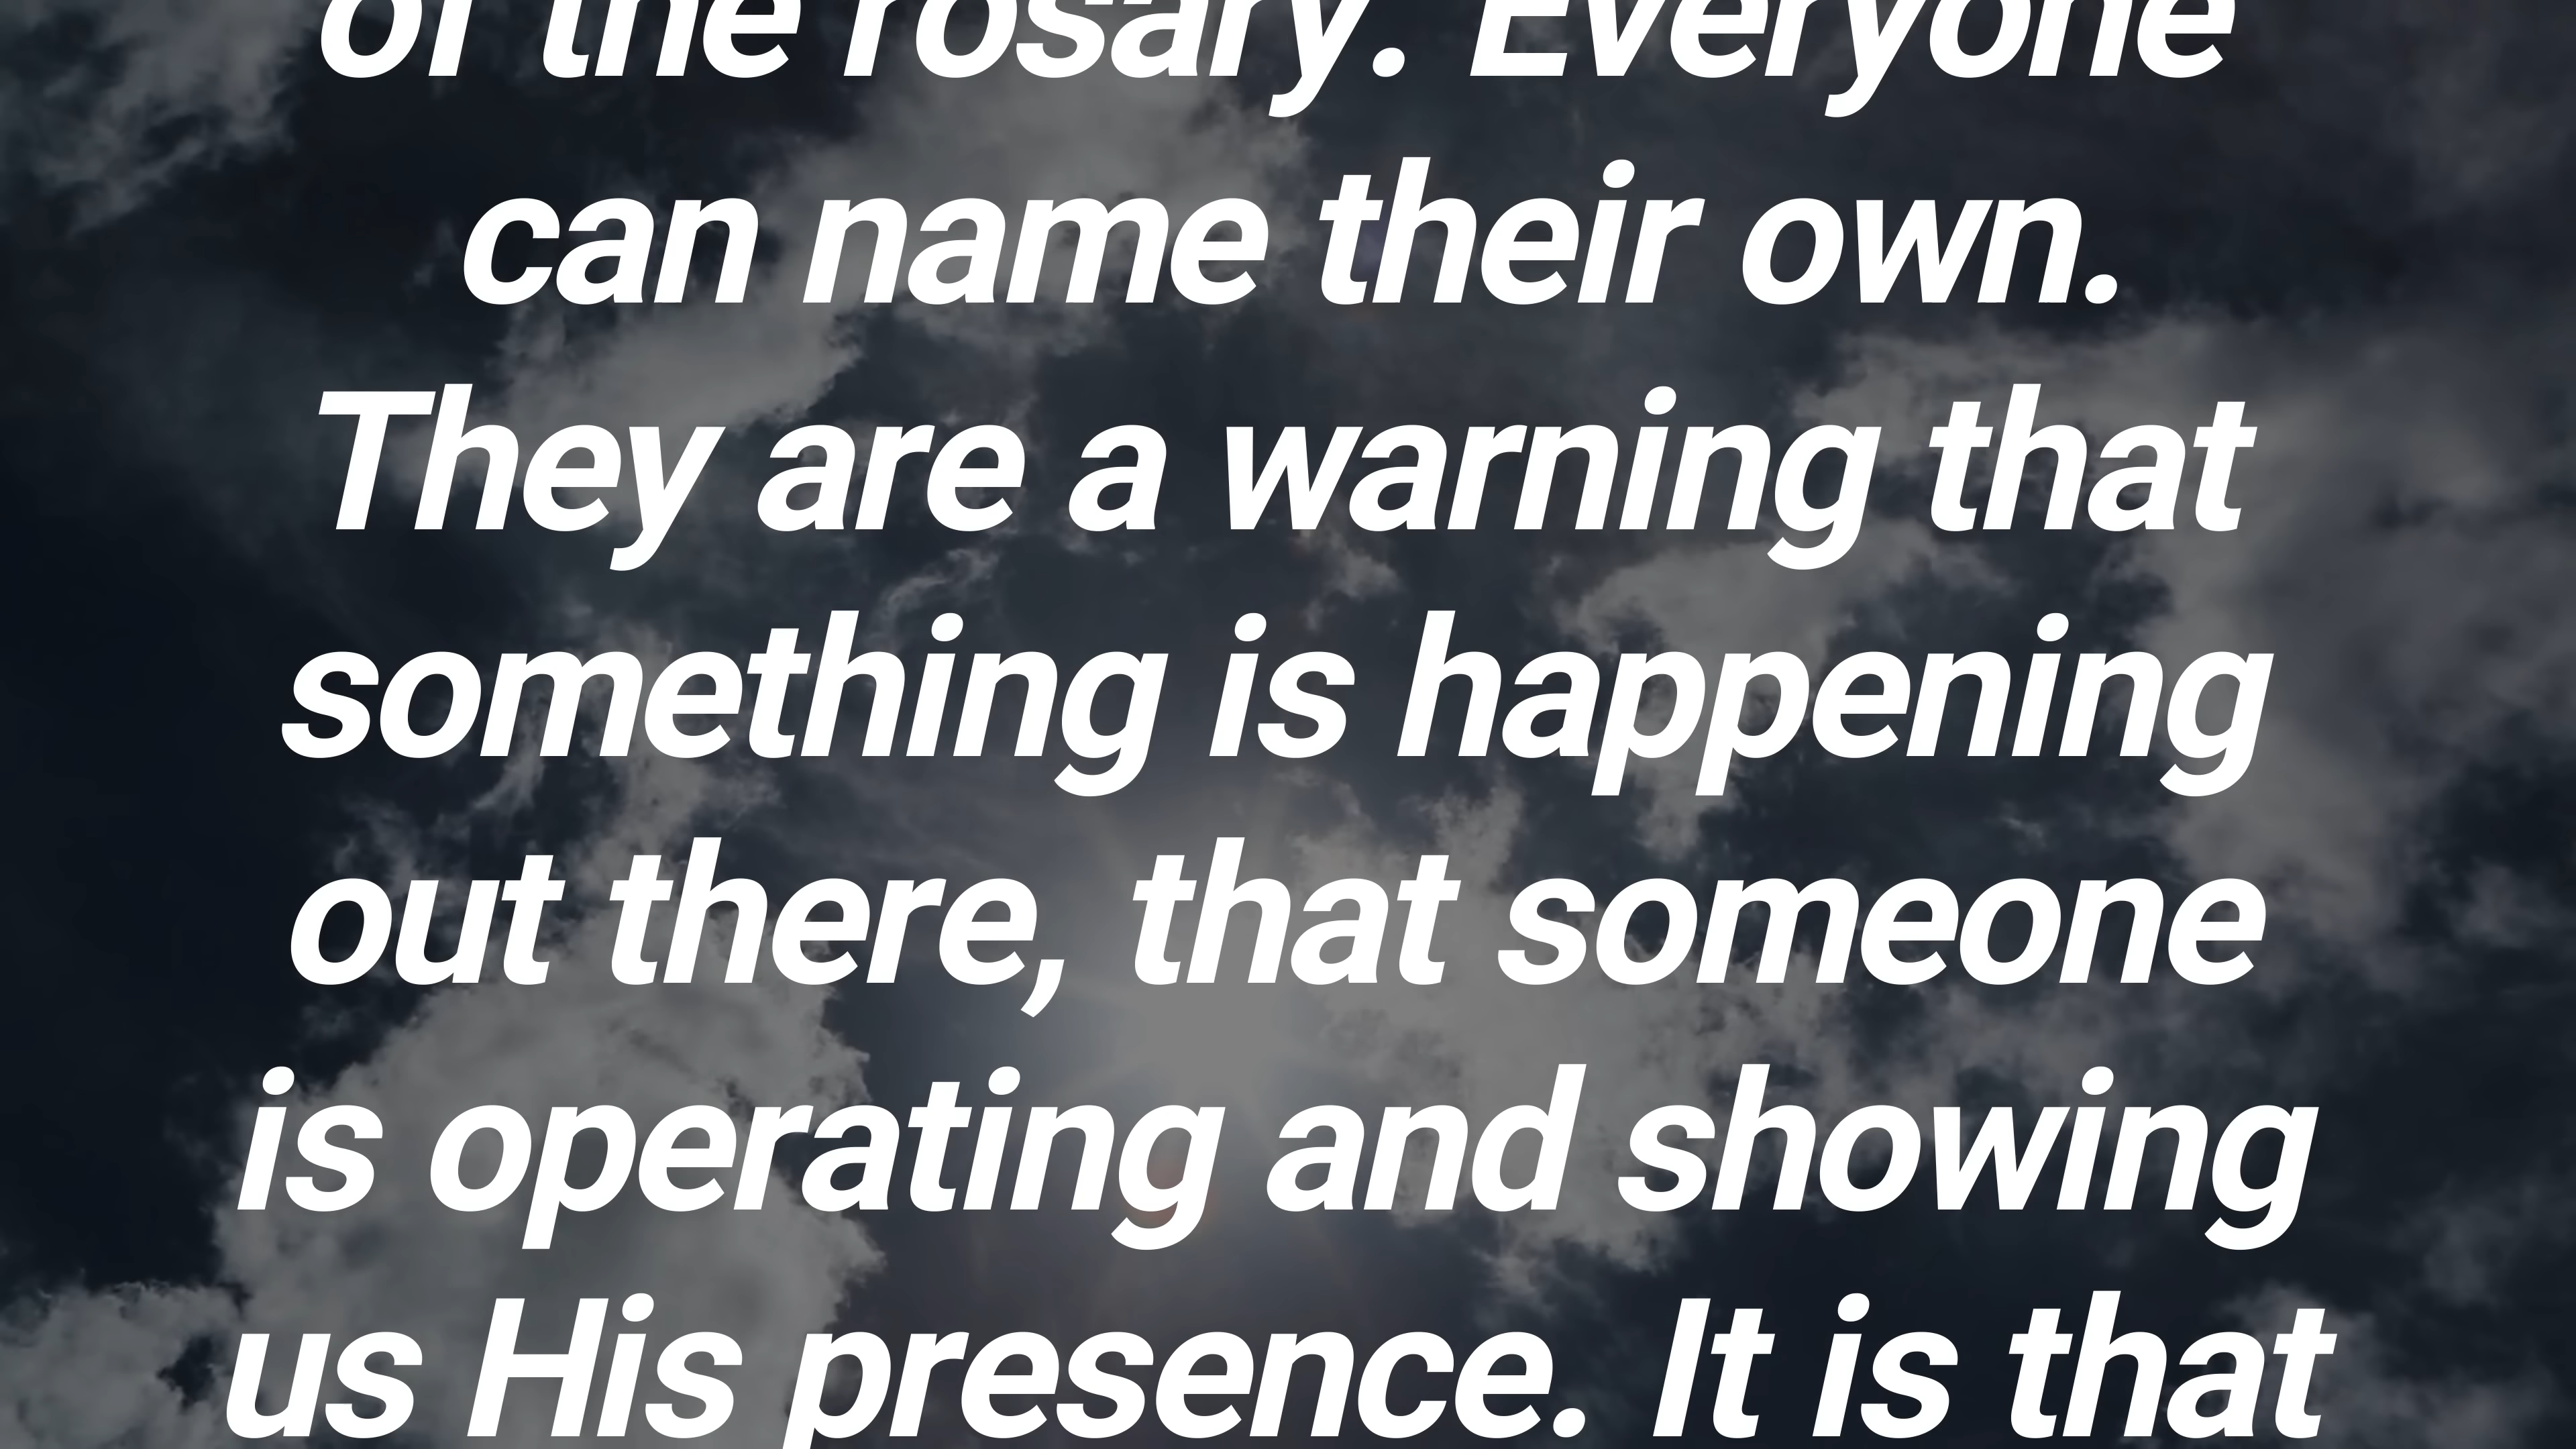 of the rosary. Everyone
can name their own.
They are a warning that
something is happening
out there, that someone
is operating and showing
us His presence. It is that